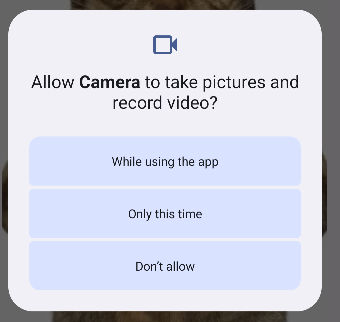 Allow Camera to take pictures and
record video?
While using the app
Only this time
Don't allow